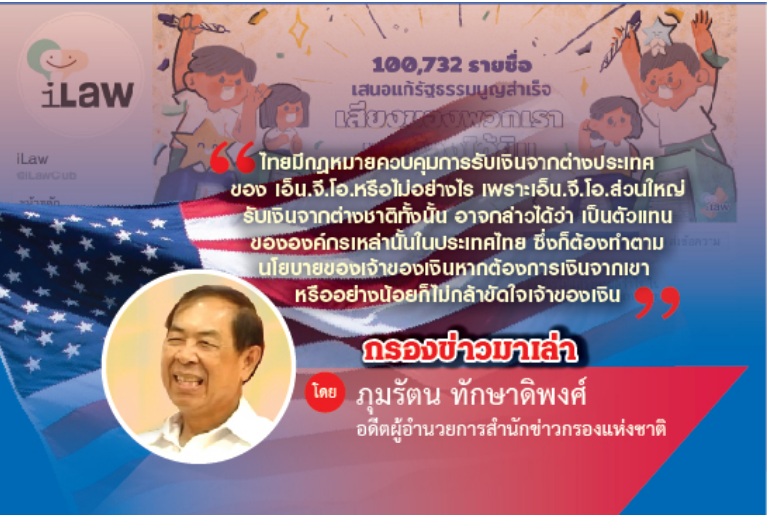 iLaw
100,732 รายชื่อ
เสนอแก้รัฐธรรมนูญสำเร็จ
เสียงของพวกเรา
iLaw
@iLawClub
“ ไทยมีกฎหมายควบคุมการรับเงินจากต่างประเทศ
ของ เอ็น.จี.โอ.หรือไม่อย่างไร เพราะเอ็น.จี.โอ.ส่วนใหญ่
รับเงินจากต่างชาติทั้งนั้น อาจกล่าวได้ว่า เป็นตัวแทน
ขององค์กรเหล่านั้นในประเทศไทย ซึ่งก็ต้องทำตาม
นโยบายของเจ้าของเงินหากต้องการเงินจากเขา
หรืออย่างน้อยก็ไม่กล้าขัดใจเจ้าของเงิน ”
กรองข่าวมาเล่า
โดย ภุมรัตน ทักษาดิพงศ์
อดีตผู้อำนวยการสำนักข่าวกรองแห่งชาติ